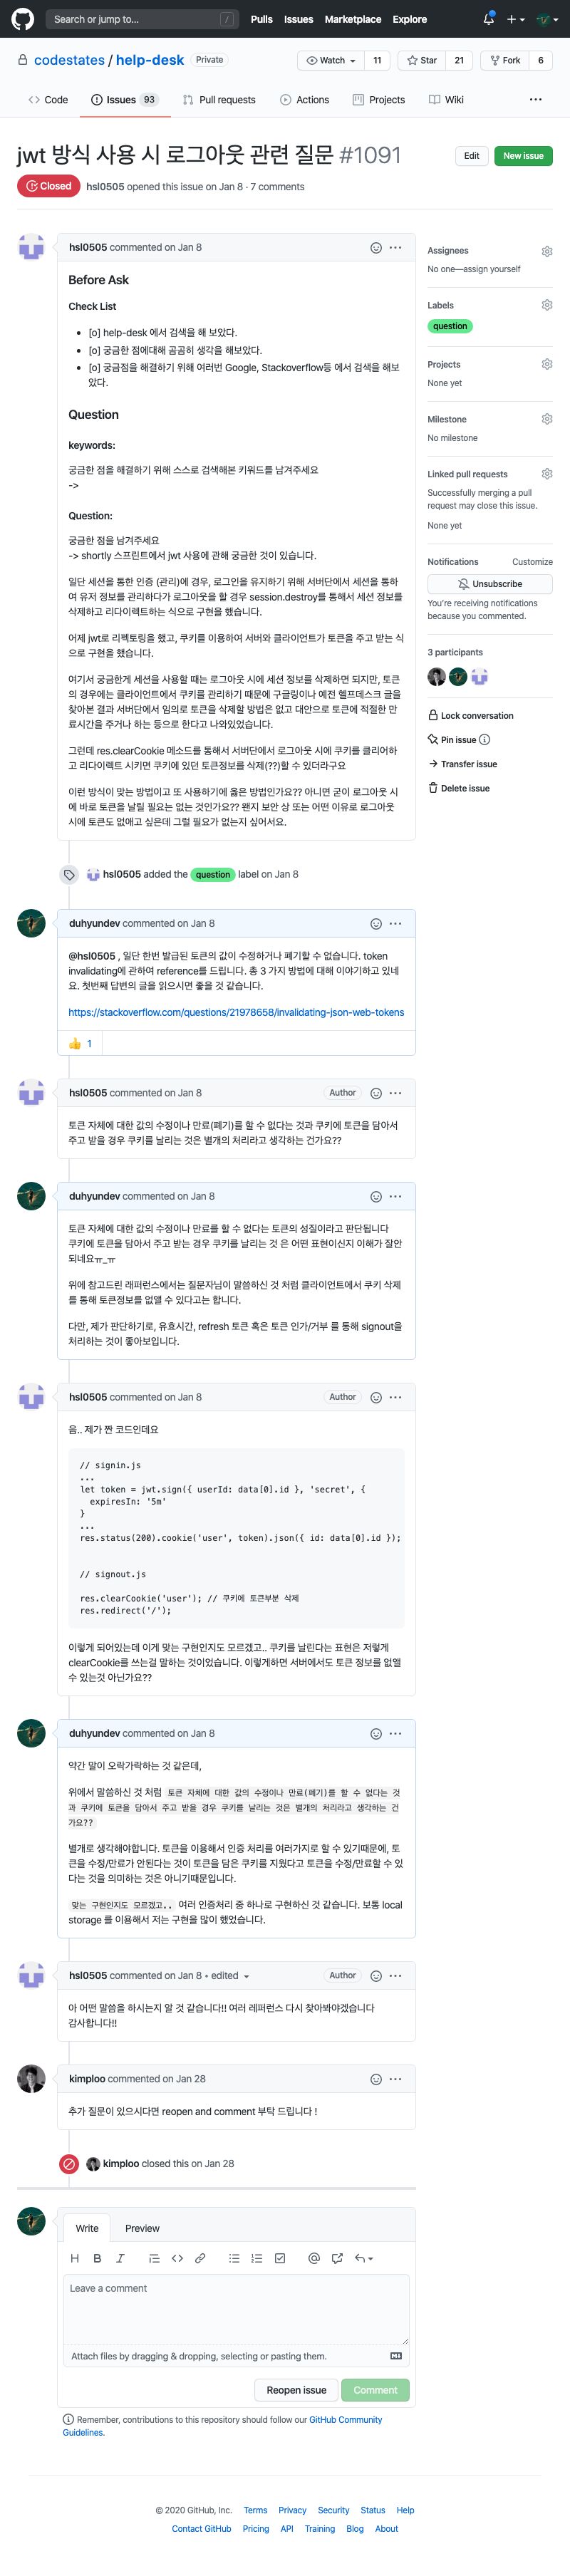 Search or jump to...
/
Pulls Issues Marketplace Explore
codestates / help-desk Private
Watch 11
Star 21
Fork 6
Code
Issues 93
Pull requests
Actions
Projects
Wiki
jwt 방식 사용 시 로그아웃 관련 질문 #1091
Edit
New issue
Closed hsl0505 opened this issue on Jan 8 · 7 comments
hsl0505 commented on Jan 8
Before Ask
Check List
[o] help-desk 에서 검색을 해 보았다.
[o] 궁금한 점에대해 곰곰히 생각을 해보았다.
[o] 궁금점을 해결하기 위해 여러번 Google, Stackoverflow등 에서 검색을 해보
았다.
Question
keywords:
궁금한 점을 해결하기 위해 스스로 검색해본 키워드를 남겨주세요
->
Question:
궁금한 점을 남겨주세요
-> shortly 스프린트에서 jwt 사용에 관해 궁금한 것이 있습니다.
일단 세션을 통한 인증 (관리)에 경우, 로그인을 유지하기 위해 서버단에서 세션을 통하
여 유저 정보를 관리하다가 로그아웃을 할 경우 session.destroy를 통해서 세션 정보를
삭제하고 리다이렉트하는 식으로 구현을 했습니다.
어제 jwt로 리펙토링을 했고, 쿠키를 이용하여 서버와 클라이언트가 토큰을 주고 받는 식
으로 구현을 했습니다.
여기서 궁금한게 세션을 사용할 때는 로그아웃 시에 세션 정보를 삭제하면 되지만, 토큰
의 경우에는 클라이언트에서 쿠키를 관리하기 때문에 구글링이나 예전 헬프데스크 글을
찾아본 결과 서버단에서 임의로 토큰을 삭제할 방법은 없고 대안으로 토큰에 적절한 만
료시간을 주거나 하는 등으로 한다고 나와있었습니다.
그런데 res.clearCookie 메소드를 통해서 서버단에서 로그아웃 시에 쿠키를 클리어하
고 리다이렉트 시키면 쿠키에 있던 토큰정보를 삭제(??)할 수 있더라구요
이런 방식이 맞는 방법이고 또 사용하기에 옳은 방법인가요?? 아니면 굳이 로그아웃 시
에 바로 토큰을 날릴 필요는 없는 것인가요?? 왠지 보안 상 또는 어떤 이유로 로그아웃
시에 토큰도 없애고 싶은데 그럴 필요가 없는지 싶어서요.
Assignees
No one—assign yourself
Labels
question
Projects
None yet
Milestone
No milestone
Linked pull requests
Successfully merging a pull
request may close this issue.
None yet
Notifications Customize
Unsubscribe
You're receiving notifications
because you commented.
3 participants
Lock conversation
Pin issue
Transfer issue
Delete issue
hsl0505 added the question label on Jan 8
duhyundev commented on Jan 8
@hsl0505 , 일단 한번 발급된 토큰의 값이 수정하거나 폐기할 수 없습니다. token
invalidating에 관하여 reference를 드립니다. 총 3 가지 방법에 대해 이야기하고 있네
요. 첫번째 답변의 글을 읽으시면 좋을 것 같습니다.
https://stackoverflow.com/questions/21978658/invalidating-json-web-tokens
👍 1
hsl0505 commented on Jan 8 Author
토큰 자체에 대한 값의 수정이나 만료(폐기)를 할 수 없다는 것과 쿠키에 토큰을 담아서
주고 받을 경우 쿠키를 날리는 것은 별개의 처리라고 생각하는 건가요??
duhyundev commented on Jan 8
토큰 자체에 대한 값의 수정이나 만료를 할 수 없다는 토큰의 성질이라고 판단됩니다
쿠키에 토큰을 담아서 주고 받는 경우 쿠키를 날리는 것 은 어떤 표현이신지 이해가 잘안
되네요ㅠ_ㅠ
위에 참고드린 래퍼런스에서는 질문자님이 말씀하신 것 처럼 클라이언트에서 쿠키 삭제
를 통해 토큰정보를 없앨 수 있다고는 합니다.
다만, 제가 판단하기로, 유효시간, refresh 토큰 혹은 토큰 인가/거부 를 통해 signout을
처리하는 것이 좋아보입니다.
hsl0505 commented on Jan 8 Author
음.. 제가 짠 코드인데요
// signin.js
...
let token = jwt.sign({ userId: data[0].id }, 'secret', {
expiresIn: '5m'
}
...
res.status(200).cookie('user', token).json({ id: data[0].id });
// signout.js
res.clearCookie('user'); // 쿠키에 토큰부분 삭제
res.redirect('/');
이렇게 되어있는데 이게 맞는 구현인지도 모르겠고.. 쿠키를 날린다는 표현은 저렇게
clearCookie를 쓰는걸 말하는 것이었습니다. 이렇게하면 서버에서도 토큰 정보를 없앨
수 있는것 아닌가요??
duhyundev commented on Jan 8
약간 말이 오락가락하는 것 같은데,
위에서 말씀하신 것 처럼 토큰 자체에 대한 값의 수정이나 만료(폐기)를 할 수 없다는 것
과 쿠키에 토큰을 담아서 주고 받을 경우 쿠키를 날리는 것은 별개의 처리라고 생각하는 건
가요??
별개로 생각해야합니다. 토큰을 이용해서 인증 처리를 여러가지로 할 수 있기때문에, 토
큰을 수정/만료가 안된다는 것이 토큰을 담은 쿠키를 지웠다고 토큰을 수정/만료할 수 있
다는 것을 의미하는 것은 아니기때문입니다.
맞는 구현인지도 모르겠고.. 여러 인증처리 중 하나로 구현하신 것 같습니다. 보통 local
storage 를 이용해서 저는 구현을 많이 했었습니다.
hsl0505 commented on Jan 8 • edited Author
아 어떤 말씀을 하시는지 알 것 같습니다!! 여러 레퍼런스 다시 찾아봐야겠습니다
감사합니다!!
kimploo commented on Jan 28
추가 질문이 있으시다면 reopen and comment 부탁 드립니다 !
kimploo closed this on Jan 28
Write Preview
Leave a comment
Attach files by dragging & dropping, selecting or pasting them.
Reopen issue Comment
Remember, contributions to this repository should follow our GitHub Community
Guidelines.
© 2020 GitHub, Inc. Terms Privacy Security Status Help
Contact GitHub Pricing API Training Blog About